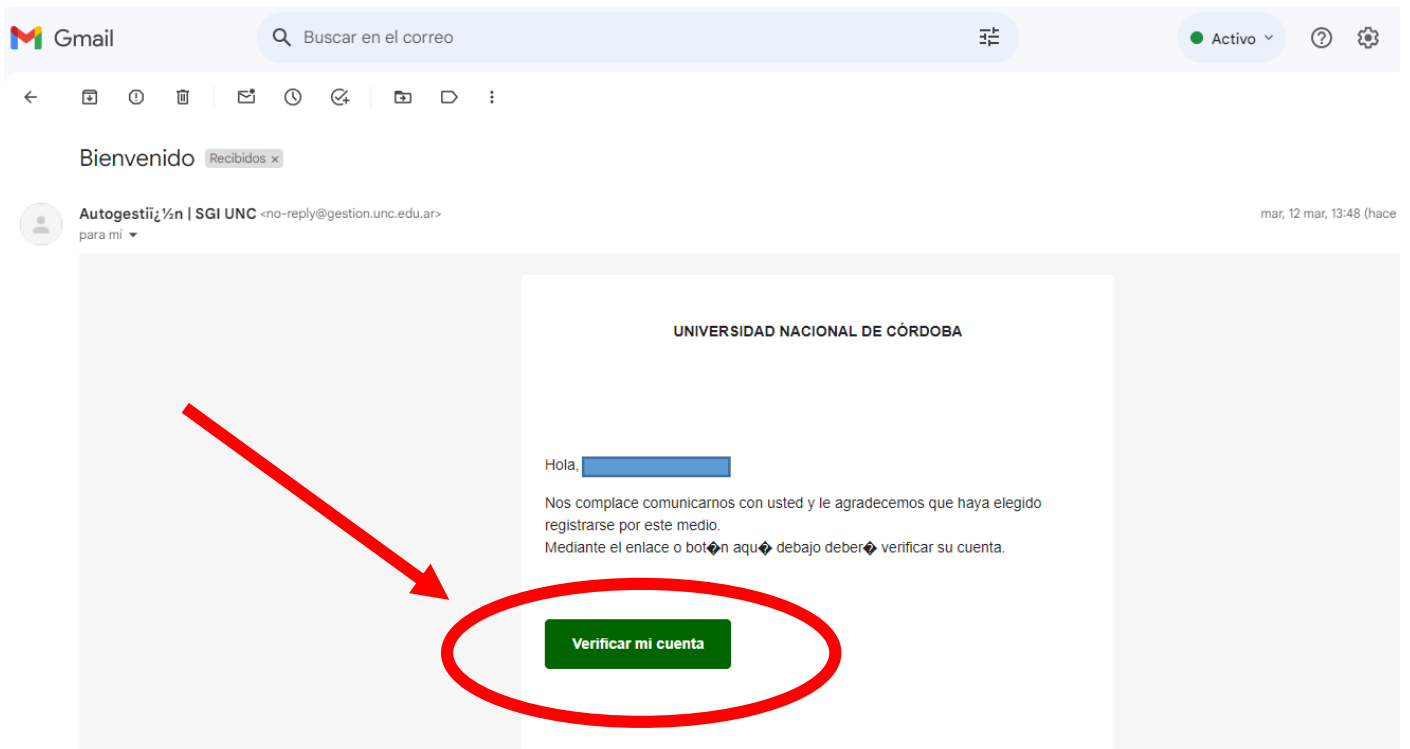 Gmail
Buscar en el correo
Activo
Bienvenido Recibidos ×
Autogestiï¿½n | SGI UNC <no-reply@gestion.unc.edu.ar>
mar, 12 mar, 13:48 (hace
para mí
UNIVERSIDAD NACIONAL DE CÓRDOBA
Hola,
Nos complace comunicarnos con usted y le agradecemos que haya elegido
registrarse por este medio.
Mediante el enlace o bot�n aqu� debajo deber� verificar su cuenta.
Verificar mi cuenta